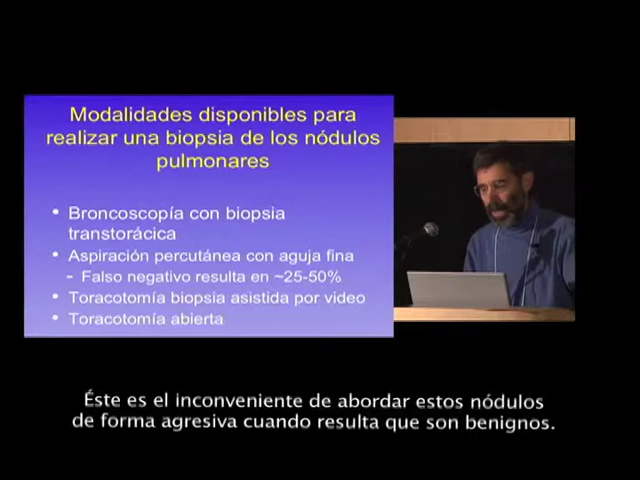 Modalidades disponibles para
realizar una biopsia de los nódulos
pulmonares
• Broncoscopía con biopsia
transtorácica
• Aspiración percutánea con aguja fina
– Falso negativo resulta en ~25-50%
• Toracotomía biopsia asistida por video
• Toracotomía abierta
Éste es el inconveniente de abordar estos nódulos
de forma agresiva cuando resulta que son benignos.